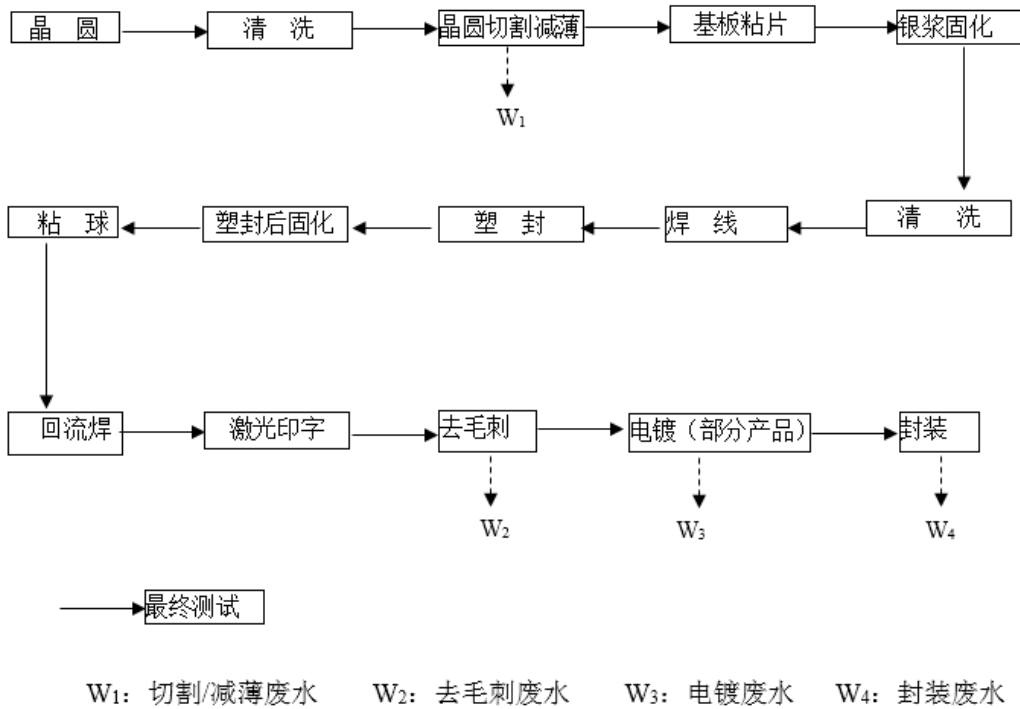 晶 圆 清 洗 晶圆切割减薄 基板粘片 银浆固化
W₁
粘 球 塑封后固化 塑 封 焊 线 清 洗
回流焊 激光印字 去毛刺 电镀（部分产品） 封装
W₂ W₃ W₄
最终测试
W₁：切割/减薄废水 W₂：去毛刺废水 W₃：电镀废水 W₄：封装废水